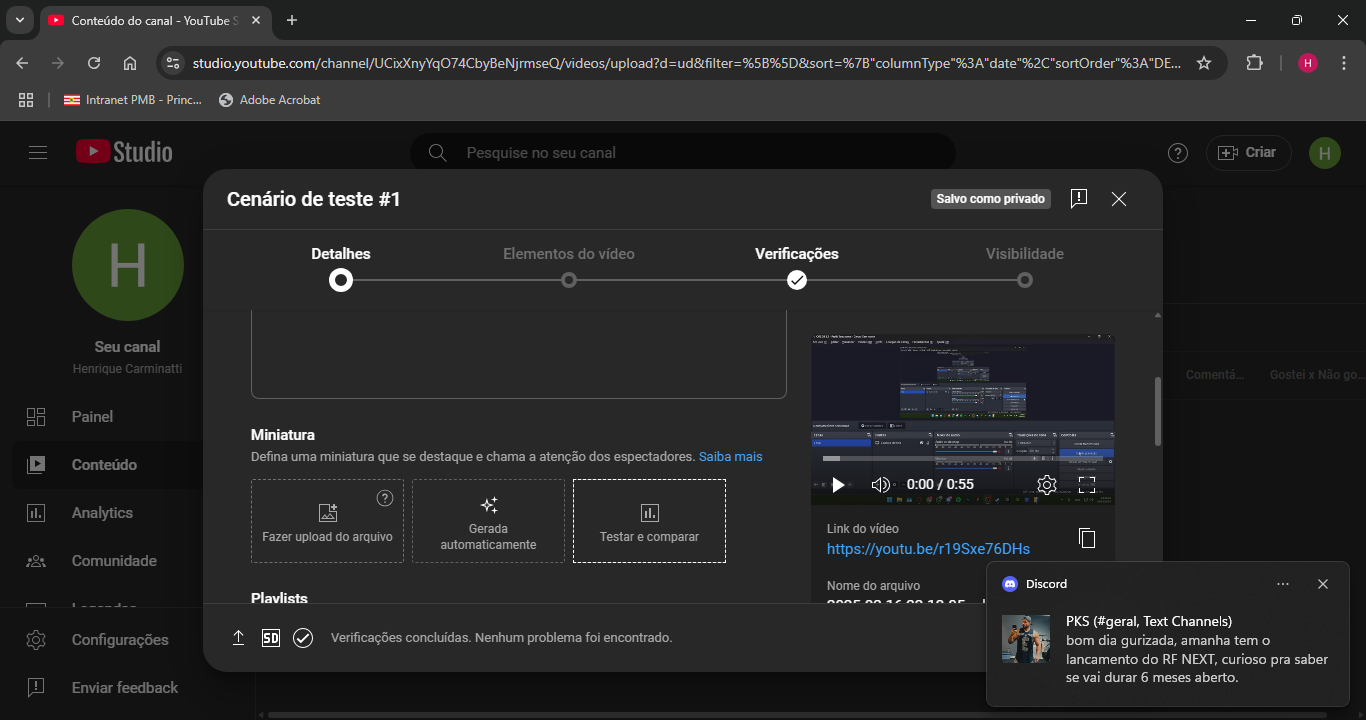 Conteúdo do canal - YouTube S
studio.youtube.com/channel/UCixXnyYqO74CbyBeNjrmseQ/videos/upload?d=ud&filter=%5B%5D&sort=%7B"columnType"%3A"date"%2C"sortOrder"%3A"DE...
H
Intranet PMB - Princ...
Adobe Acrobat
Studio
Pesquise no seu canal
Criar
H
Cenário de teste #1
Salvo como privado
Detalhes
Elementos do vídeo
Verificações
Visibilidade
H
Seu canal
Henrique Carminatti
Painel
Conteúdo
Analytics
Comunidade
Legendas
Configurações
Enviar feedback
Comentá...
Gostei x Não go...
Miniatura
Defina uma miniatura que se destaque e chama a atenção dos espectadores. Saiba mais
Fazer upload do arquivo
Gerada
automaticamente
Testar e comparar
Playlists
0:00 / 0:55
Link do vídeo
https://youtu.be/r19Sxe76DHs
Nome do arquivo
SD
Verificações concluídas. Nenhum problema foi encontrado.
Discord
PKS (#geral, Text Channels)
bom dia gurizada, amanha tem o
lancamento do RF NEXT, curioso pra saber
se vai durar 6 meses aberto.